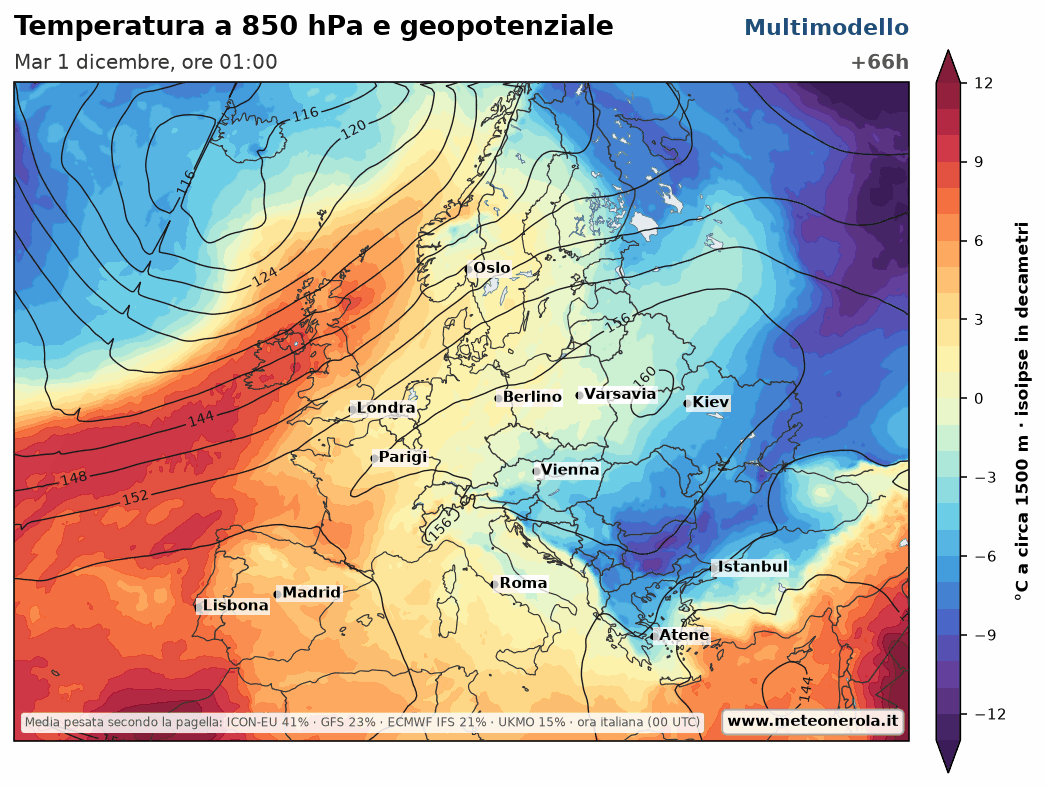 Temperatura a 850 hPa e geopotenziale
Multimodello
Mar 1 dicembre, ore 01:00
+66h
116
120
116
124
Oslo
156
160
Berlino
Varsavia
Kiev
Londra
144
Parigi
Vienna
148
152
156
Istanbul
Roma
Madrid
Lisbona
Atene
144
Media pesata secondo la pagella: ICON-EU 41% · GFS 23% · ECMWF IFS 21% · UKMO 15% · ora italiana (00 UTC)
www.meteonerola.it
12
9
6
3
0
−3
−6
−9
−12
°C a circa 1500 m · isoipse in decametri